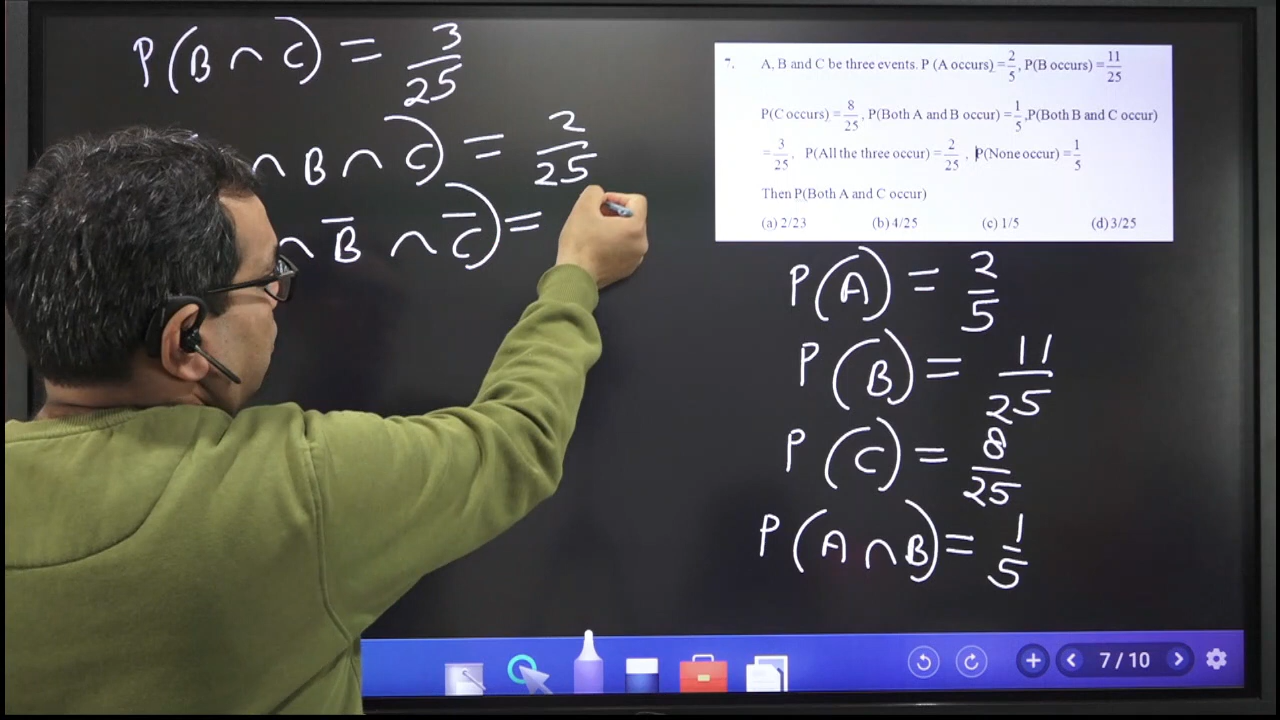 P(B∩C) = 3/25
∩ B ∩ C) = 2/25
∩ B̅ ∩ C̅) =
7. A, B and C be three events. P (A occurs) = 2/5, P(B occurs) = 11/25
P(C occurs) = 8/25, P(Both A and B occur) = 1/5, P(Both B and C occur)
= 3/25, P(All the three occur) = 2/25 , P(None occur) = 1/5
Then P(Both A and C occur)
(a) 2/23 (b) 4/25 (c) 1/5 (d) 3/25
P(A) = 2/5
P(B) = 11/25
P(C) = 8/25
P(A∩B) = 1/5
7 / 10